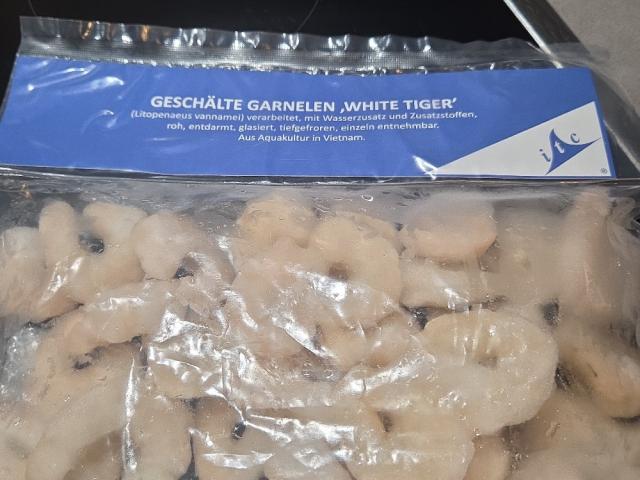 GESCHÄLTE GARNELEN ‚WHITE TIGER‘
(Litopenaeus vannamei) verarbeitet, mit Wasserzusatz und Zusatzstoffen,
roh, entdarmt, glasiert, tiefgefroren, einzeln entnehmbar.
Aus Aquakultur in Vietnam.
itc
®